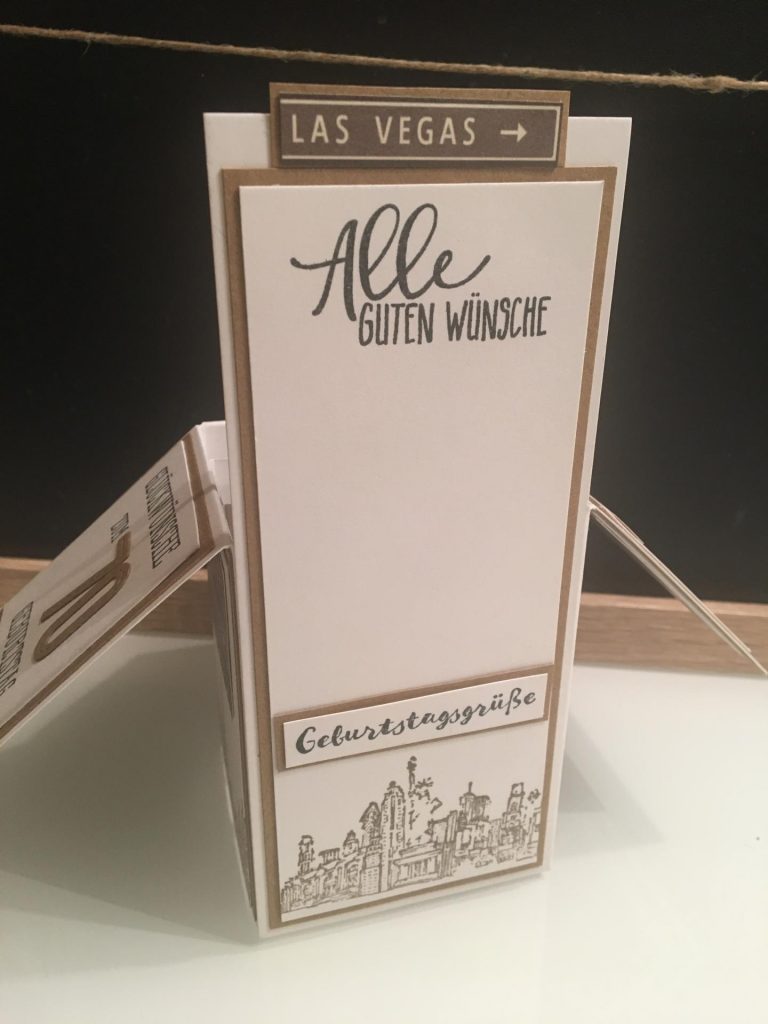 LAS VEGAS →
Alle
GUTEN WÜNSCHE
Geburtstagsgrüße